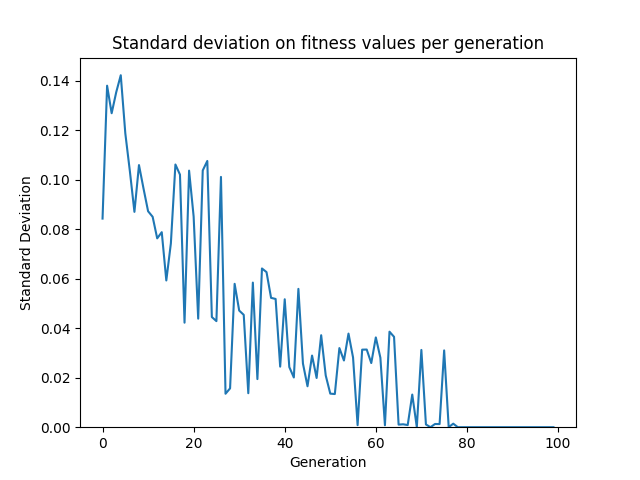 Standard deviation on fitness values per generation
0.14
0.12
0.10
0.08
0.06
0.04
0.02
0.00
Standard Deviation
0 20 40 60 80 100
Generation